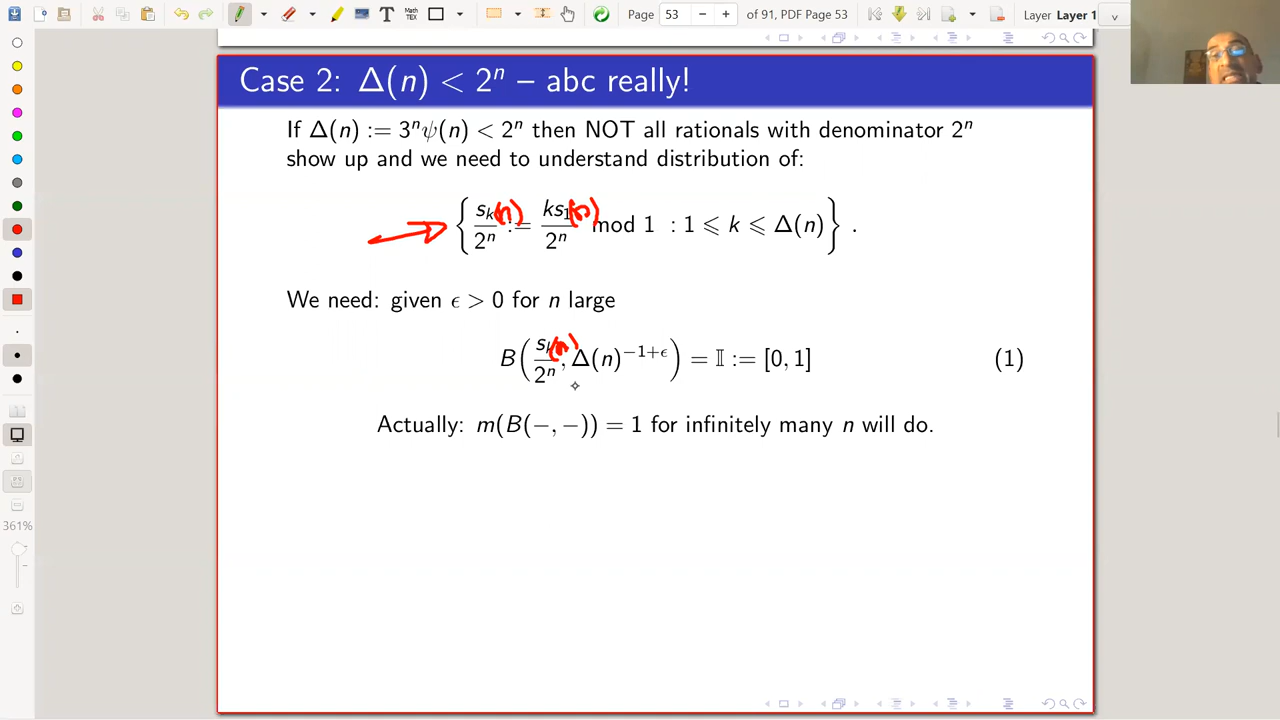 Page 53 of 91, PDF Page 53 Layer Layer 1
Case 2: Δ(n) < 2ⁿ – abc really!
If Δ(n) := 3ⁿψ(n) < 2ⁿ then NOT all rationals with denominator 2ⁿ
show up and we need to understand distribution of:
{ sₖ(n)/2ⁿ := ks₁(n)/2ⁿ mod 1 : 1 ⩽ k ⩽ Δ(n) } .
We need: given ϵ > 0 for n large
B( sₖ(n)/2ⁿ, Δ(n)^{−1+ϵ} ) = 𝕀 := [0, 1] (1)
Actually: m(B(−, −)) = 1 for infinitely many n will do.
361%